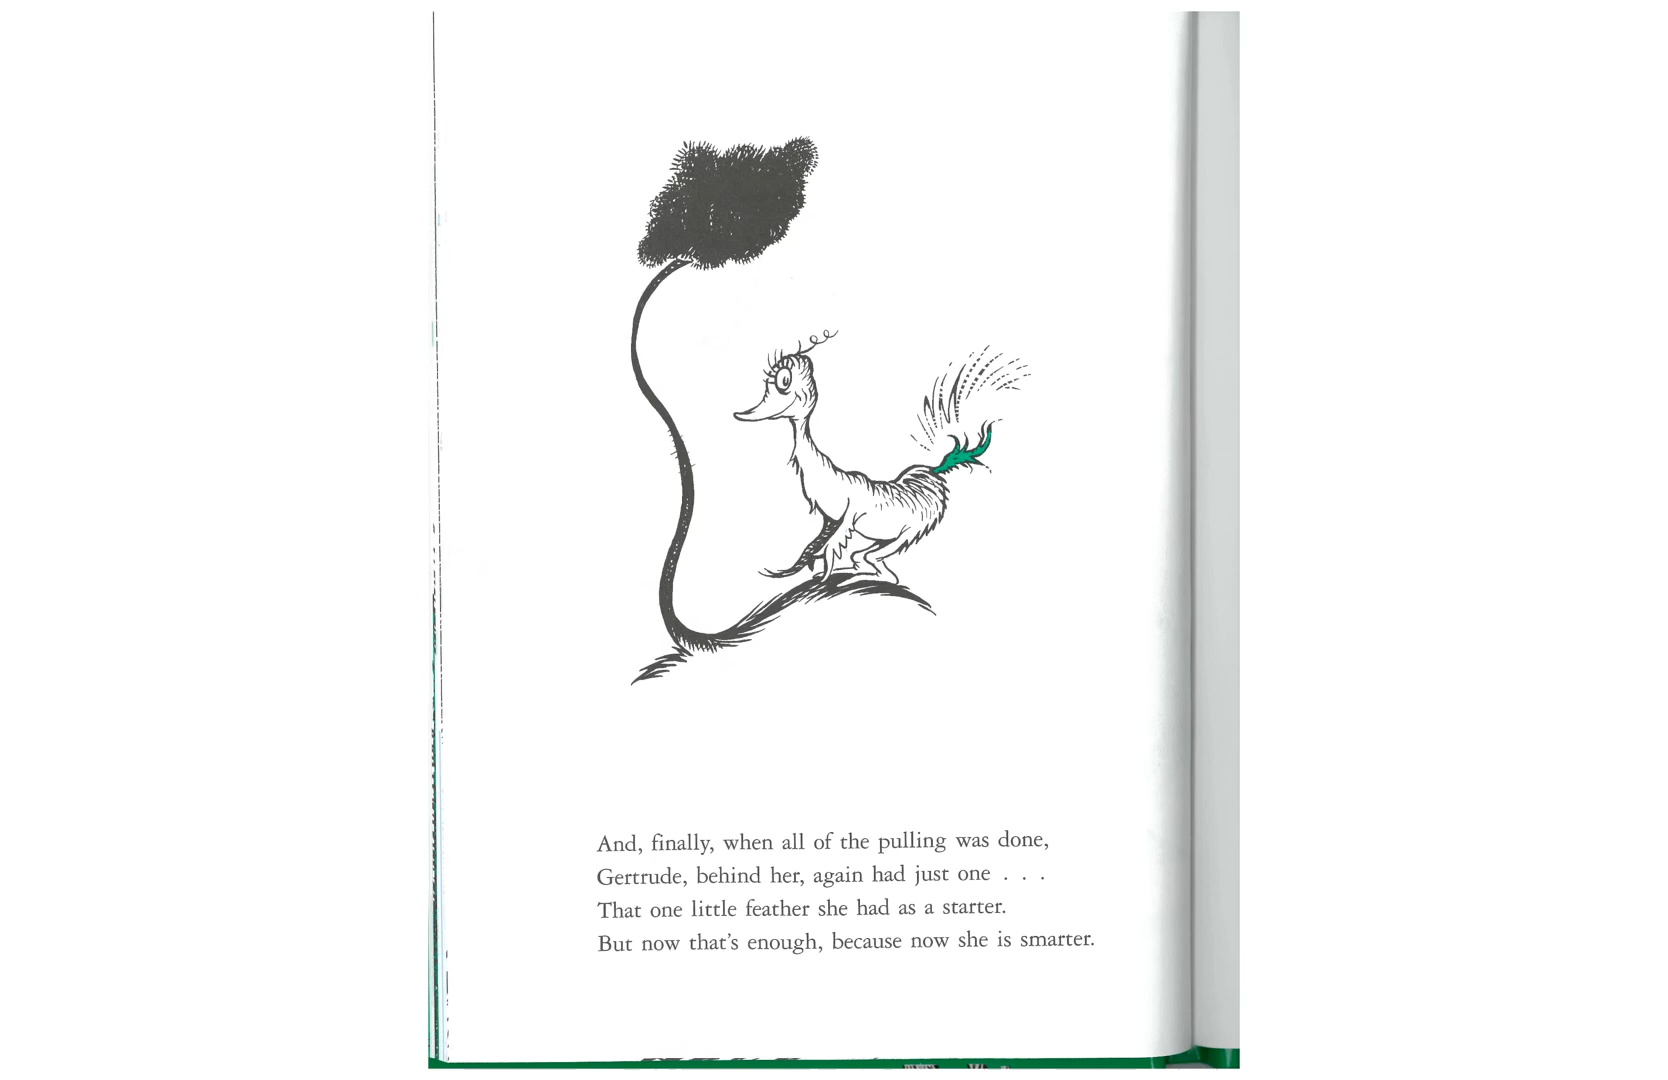 And, finally, when all of the pulling was done,
Gertrude, behind her, again had just one . . .
That one little feather she had as a starter.
But now that's enough, because now she is smarter.